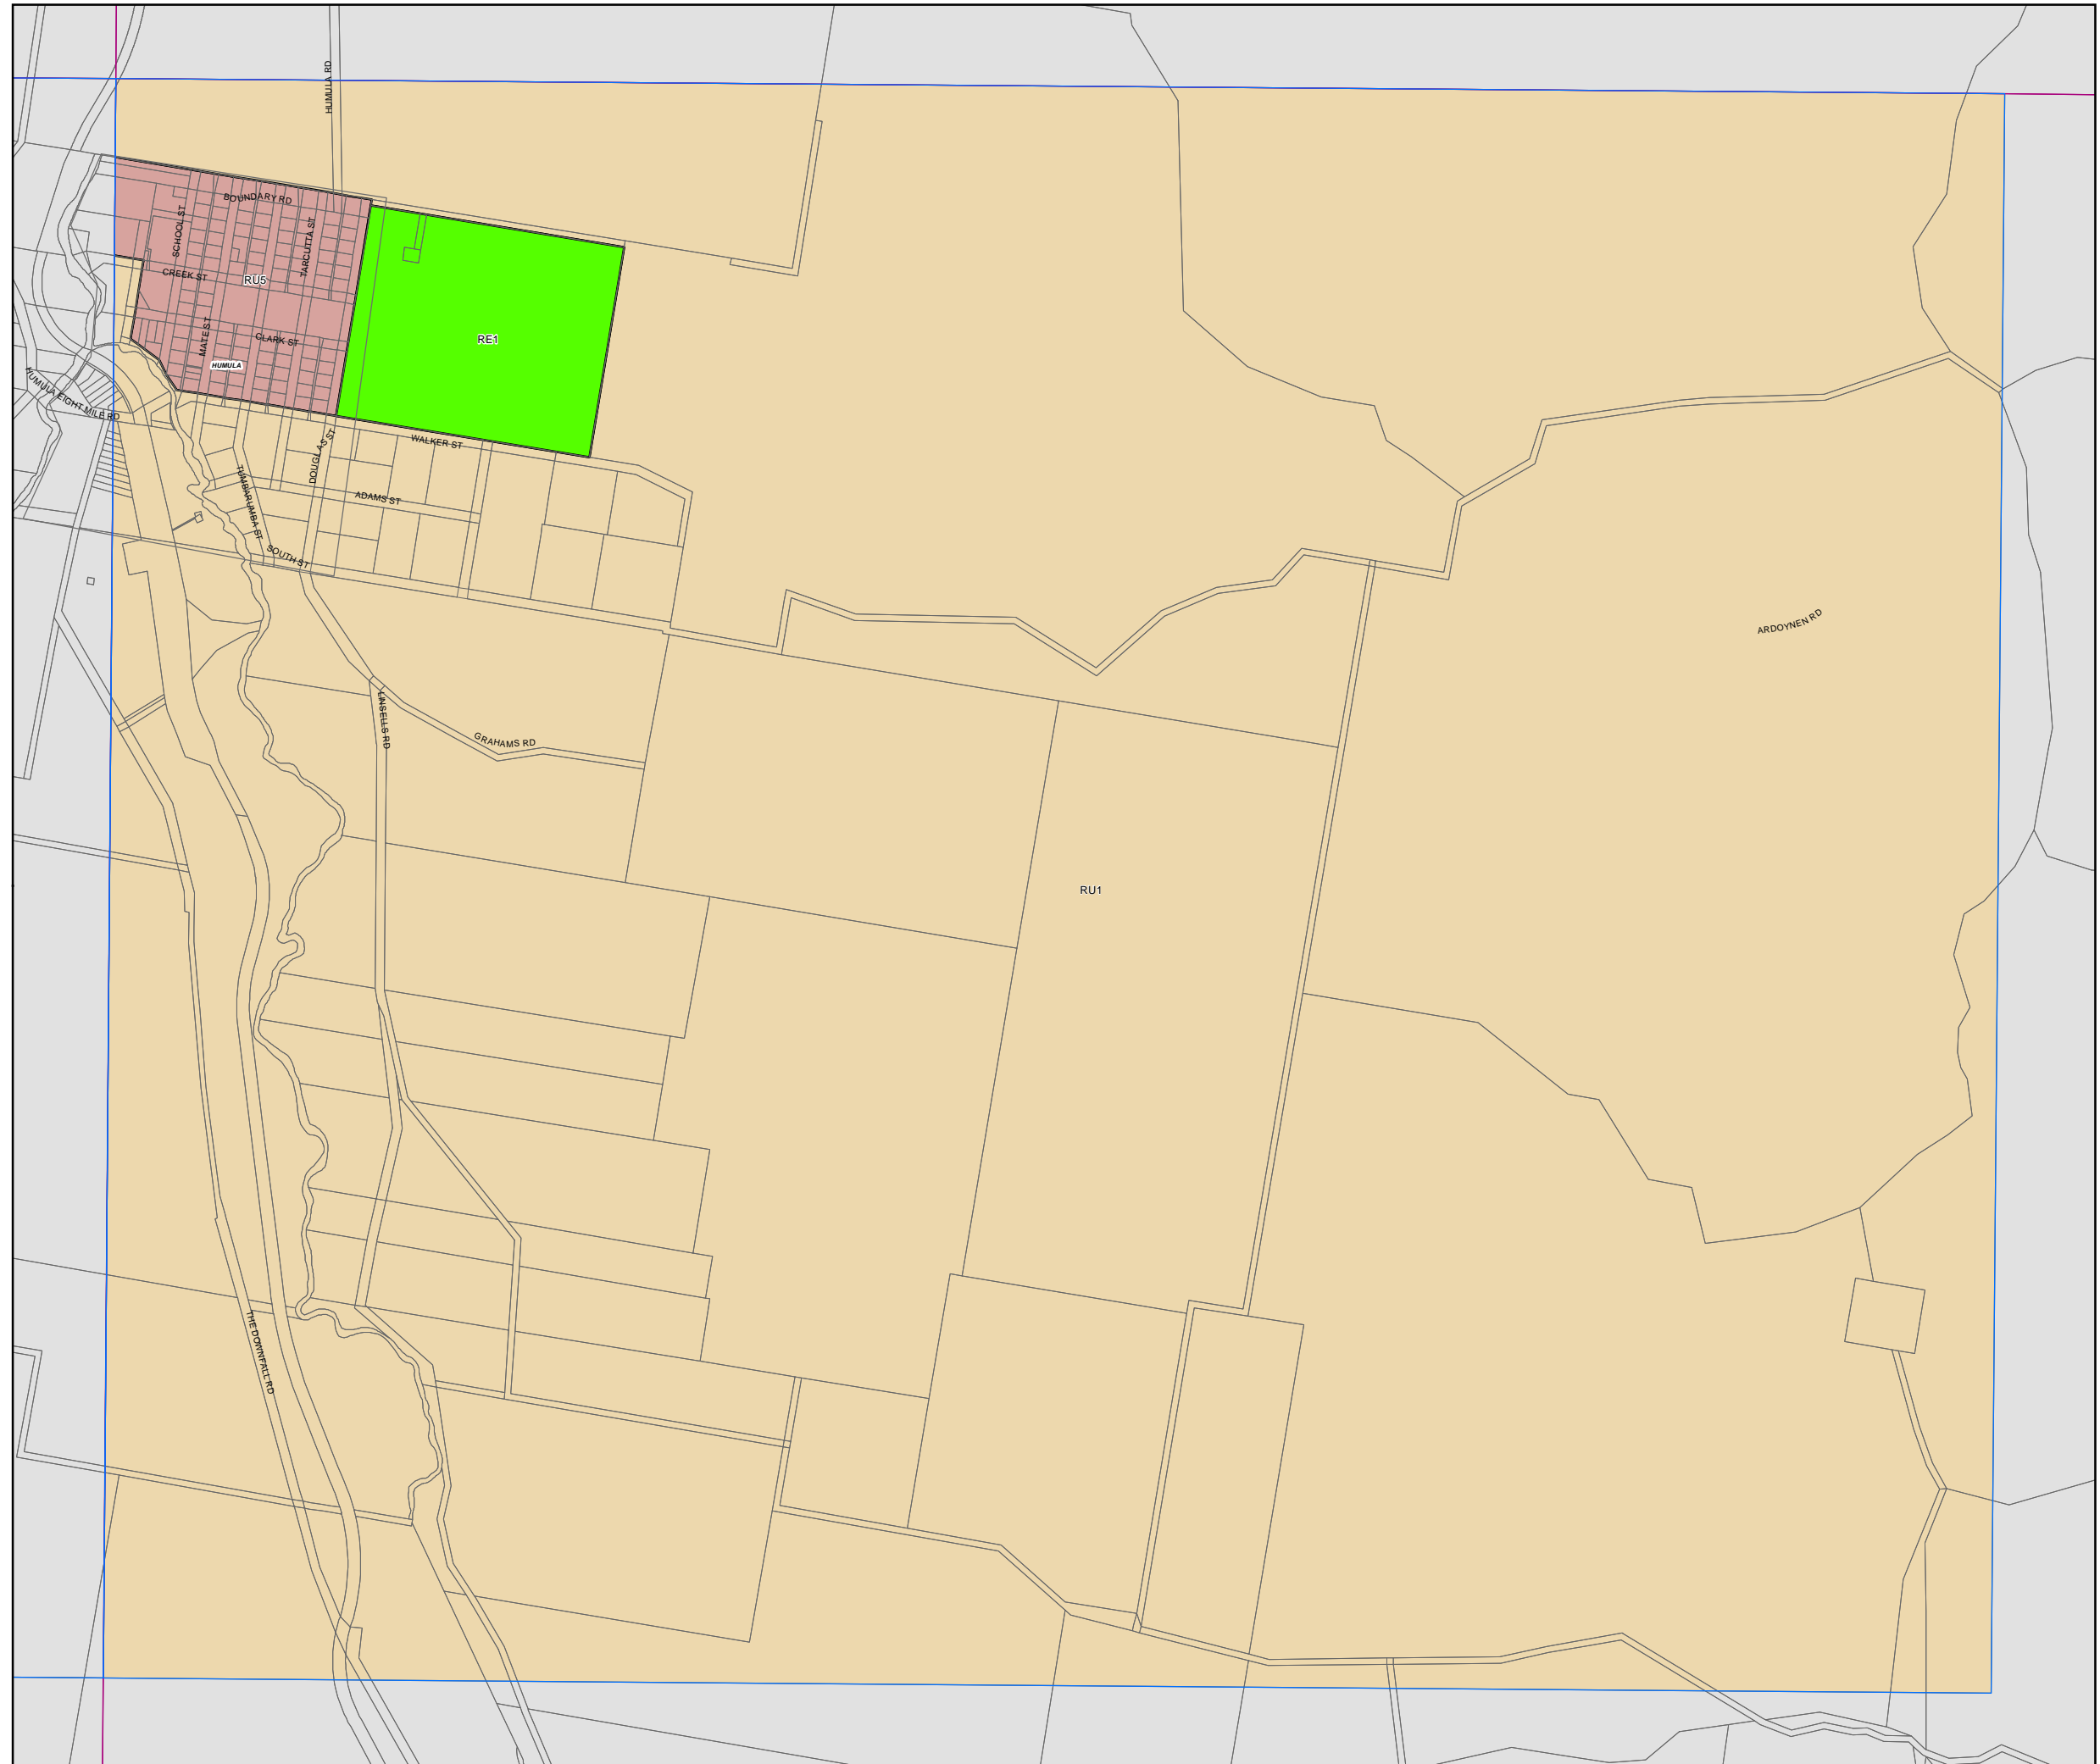 HUMULA RD
BOUNDARY RD
SCHOOL ST
TARCUTTA ST
CREEK ST
RU5
MATE ST
CLARK ST
RE1
HUMULA
HUMULA EIGHT MILE RD
WALKER ST
DOUGLAS ST
TUMBARUMBA ST
ADAMS ST
SOUTH ST
ARDOYNEN RD
LINSELLS RD
GRAHAMS RD
RU1
THE DOWNFALL RD